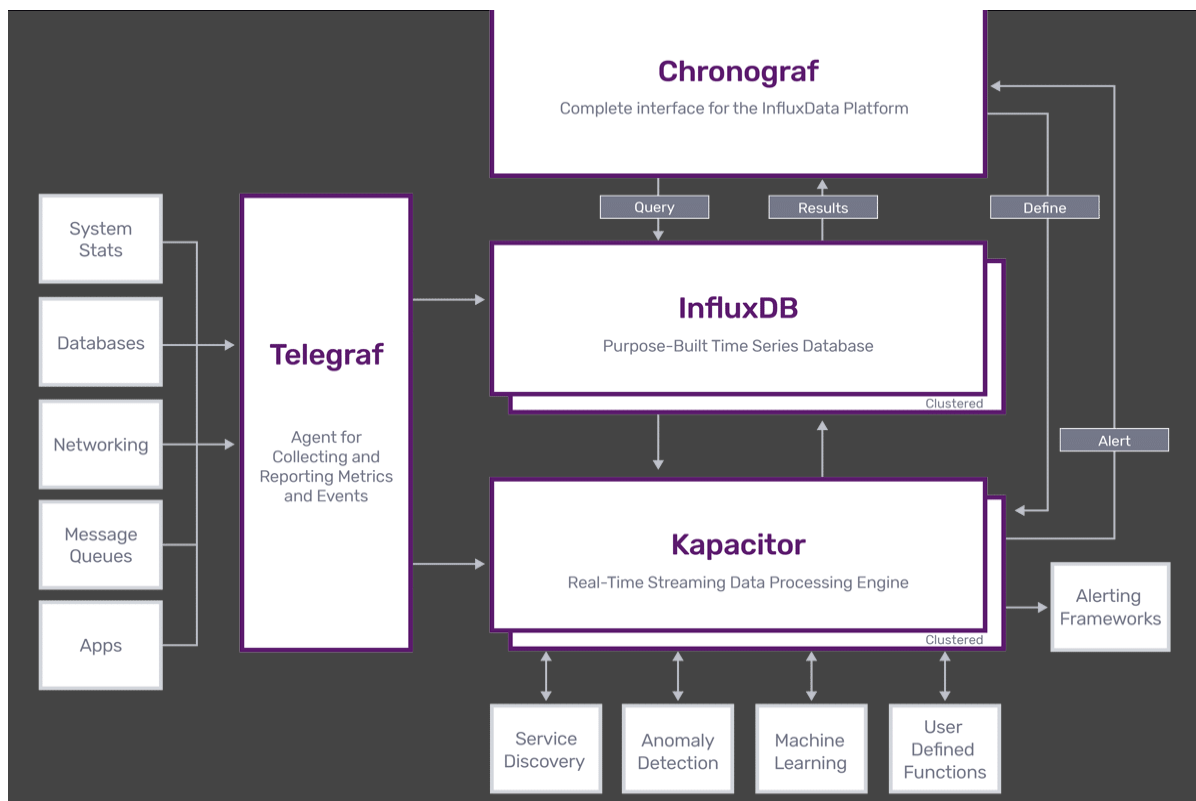 Chronograf
Complete interface for the InfluxData Platform
Query
Results
Define
System
Stats
Databases
Networking
Message
Queues
Apps
Telegraf
Agent for
Collecting and
Reporting Metrics
and Events
InfluxDB
Purpose-Built Time Series Database
Clustered
Alert
Kapacitor
Real-Time Streaming Data Processing Engine
Clustered
Alerting
Frameworks
Service
Discovery
Anomaly
Detection
Machine
Learning
User
Defined
Functions